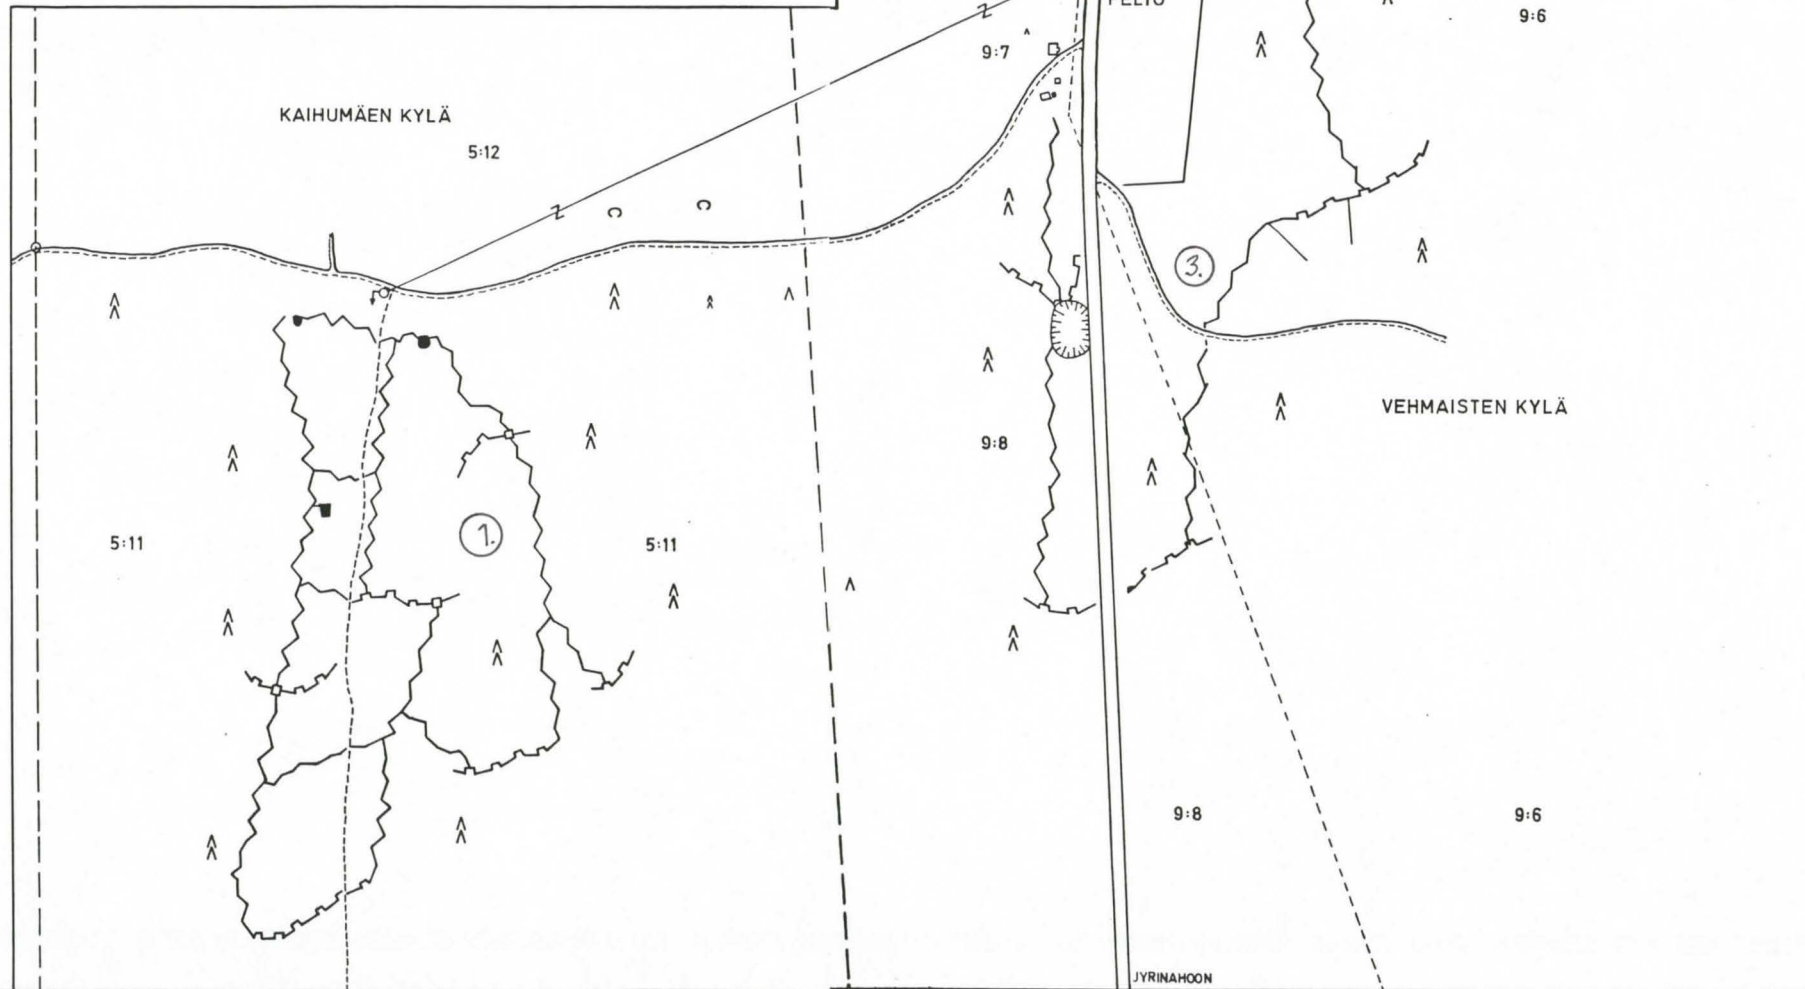 PELTO
9:6
9:7
KAIHUMÄEN KYLÄ
5:12
3.
VEHMAISTEN KYLÄ
9:8
1.
5:11
5:11
9:8
9:6
JYRINAHOON